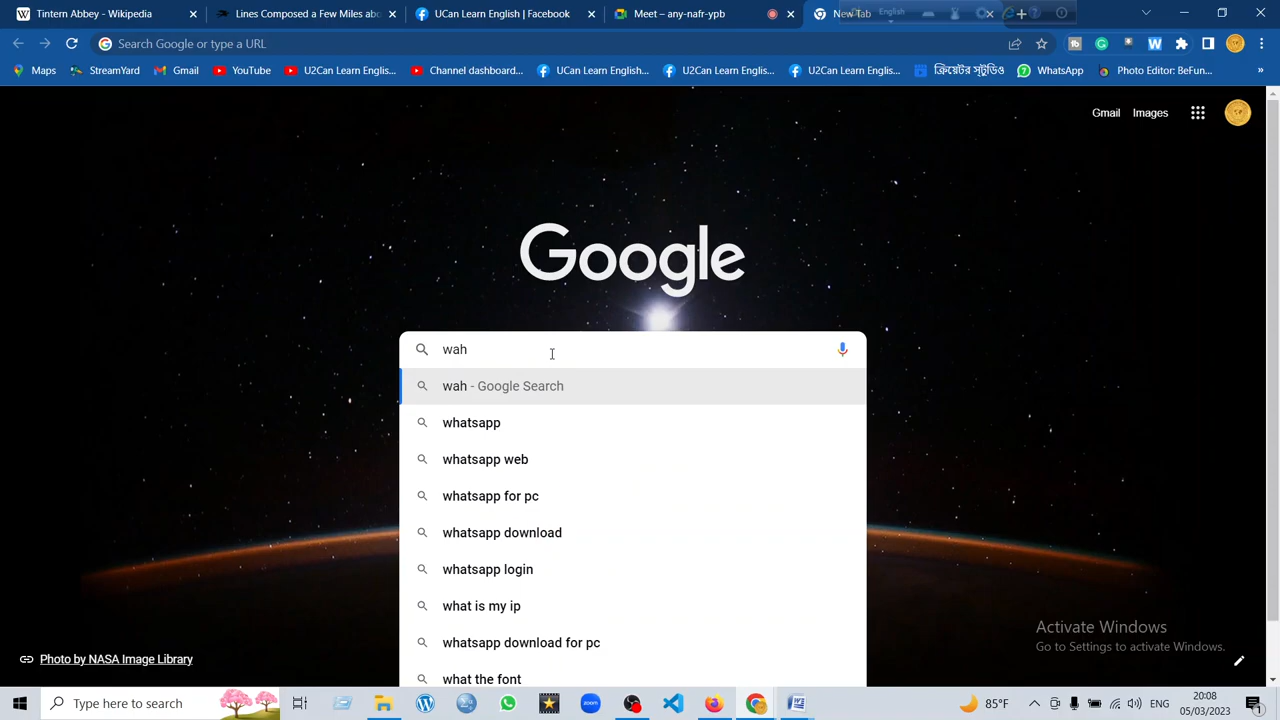 Tintern Abbey - Wikipedia
Lines Composed a Few Miles abo
UCan Learn English | Facebook
Meet – any-nafr-ypb
New Tab
English
Search Google or type a URL
Maps
StreamYard
Gmail
YouTube
U2Can Learn Englis...
Channel dashboard...
UCan Learn English...
U2Can Learn Englis...
U2Can Learn Englis...
ক্রিয়েটর স্টুডিও
WhatsApp
Photo Editor: BeFun...
Gmail
Images
Google
wah
wah - Google Search
whatsapp
whatsapp web
whatsapp for pc
whatsapp download
whatsapp login
what is my ip
whatsapp download for pc
what the font
Activate Windows
Go to Settings to activate Windows.
Photo by NASA Image Library
Type here to search
85°F
ENG
20:08
05/03/2023